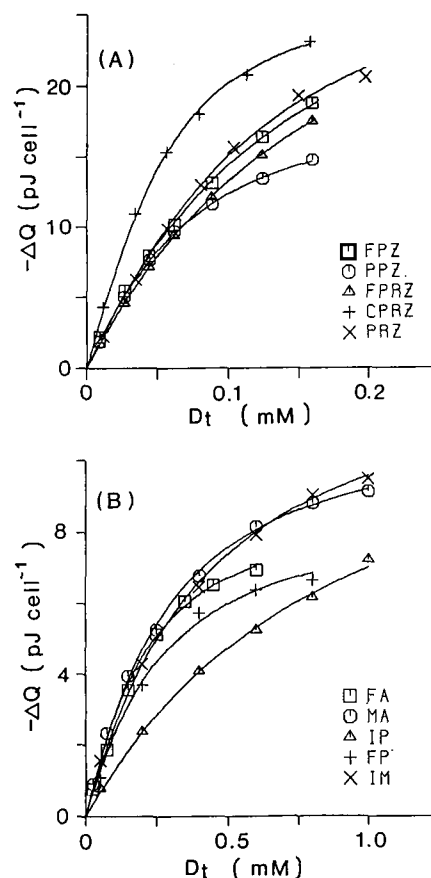 (A)
-ΔQ (pJ cell⁻¹)
20
10
0
0
0.1
0.2
Dt (mM)
FPZ
PPZ.
FPRZ
CPRZ
PRZ
(B)
-ΔQ (pJ cell⁻¹)
8
4
0
0
0.5
1.0
Dt (mM)
FA
MA
IP
FP
IM